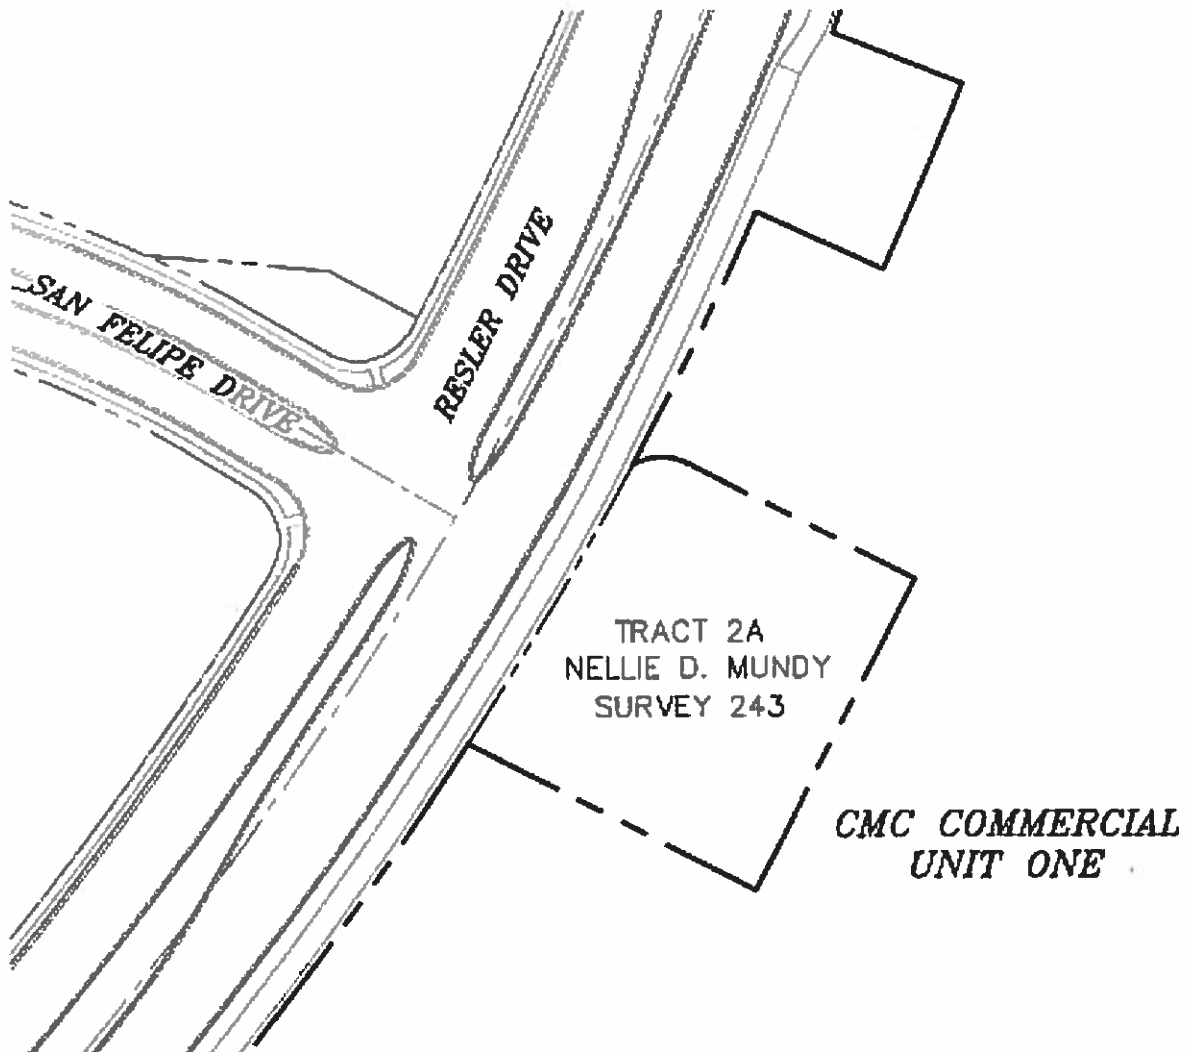 RESLER DRIVE
SAN FELIPE DRIVE
TRACT 2A
NELLIE D. MUNDY
SURVEY 243
CMC COMMERCIAL
UNIT ONE